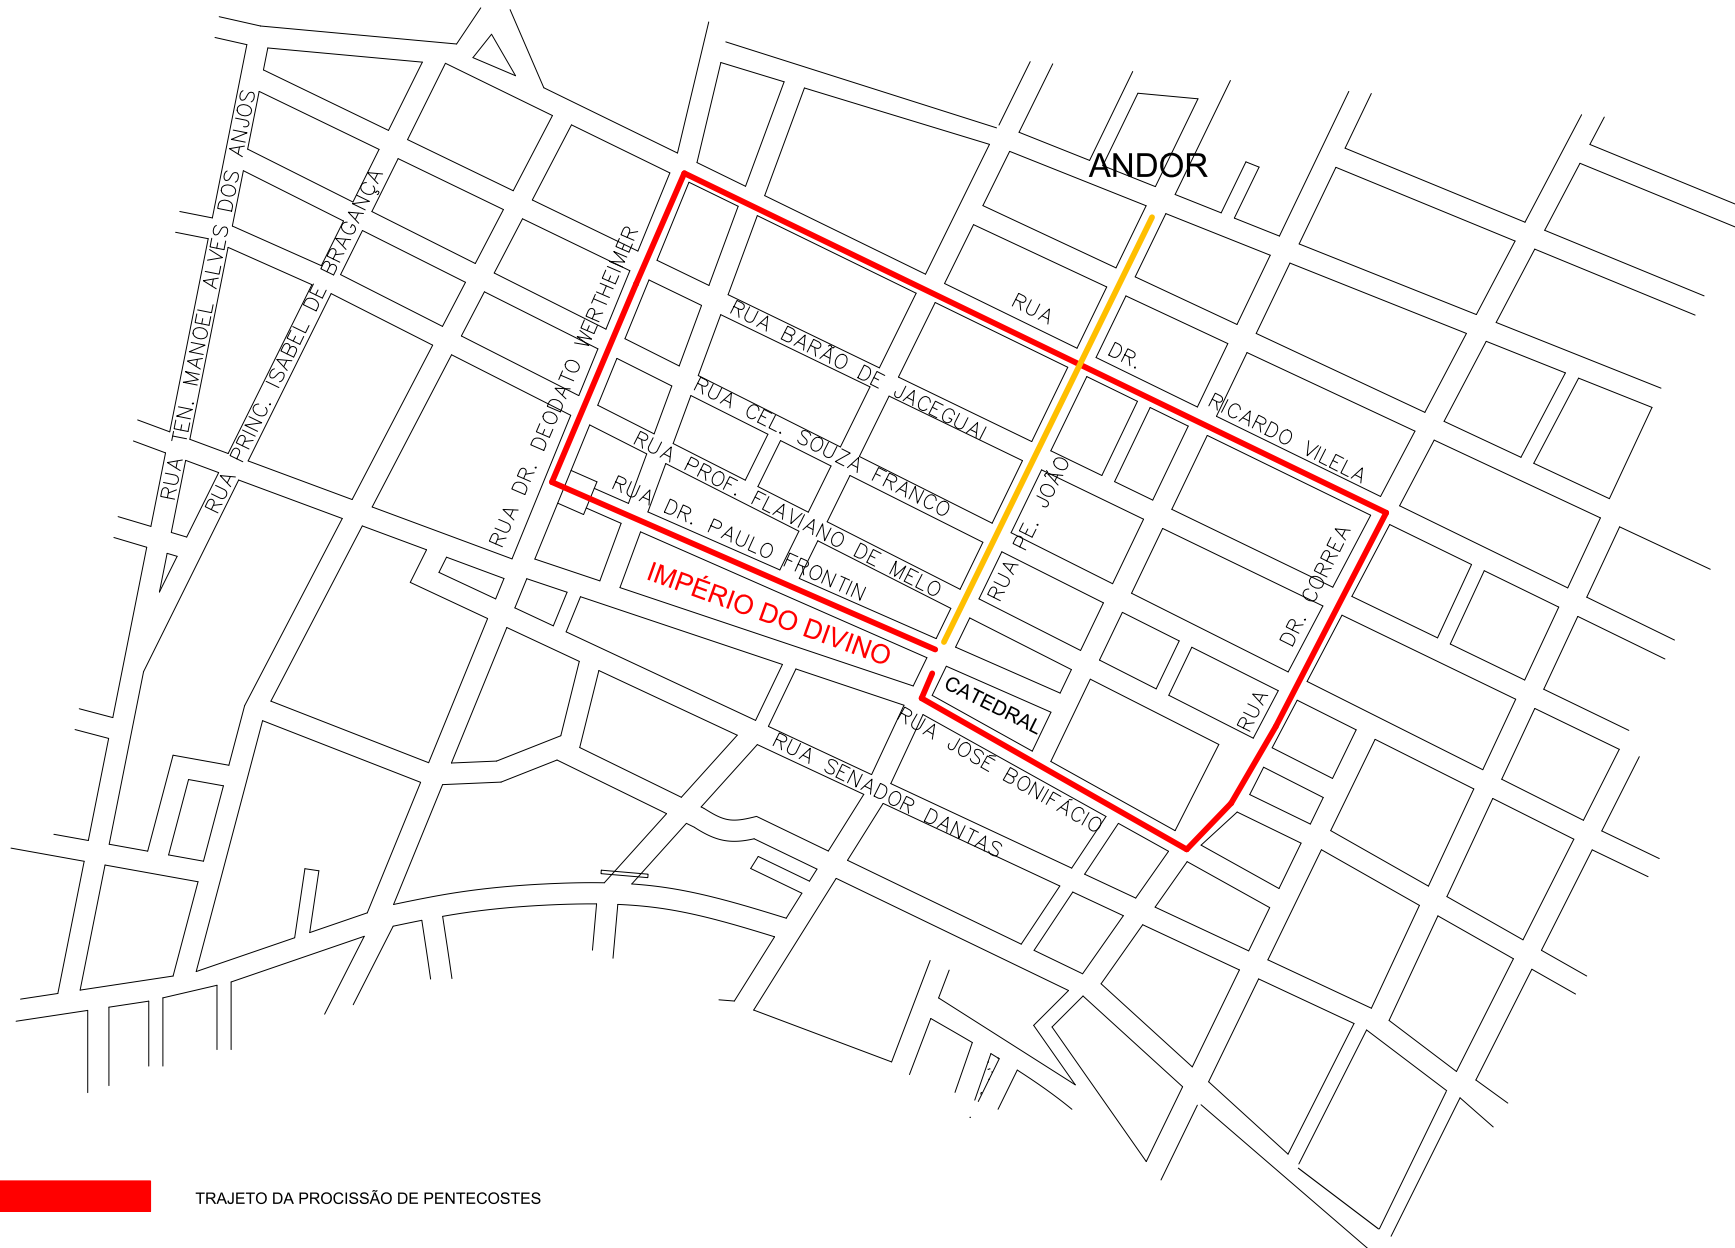 ANDOR
RUA TEN. MANOEL ALVES DOS ANJOS
RUA PRINC. ISABEL DE BRAGANÇA
RUA DR. DEODATO WERTHEIMER
RUA DR. RICARDO VILELA
RUA BARÃO DE JACEGUAI
RUA CEL. SOUZA FRANCO
RUA PROF. FLAVIANO DE MELO
RUA DR. PAULO FRONTIN
RUA PE. JOÃO
RUA DR. CORREA
IMPÉRIO DO DIVINO
CATEDRAL
RUA JOSÉ BONIFÁCIO
RUA SENADOR DANTAS
TRAJETO DA PROCISSÃO DE PENTECOSTES